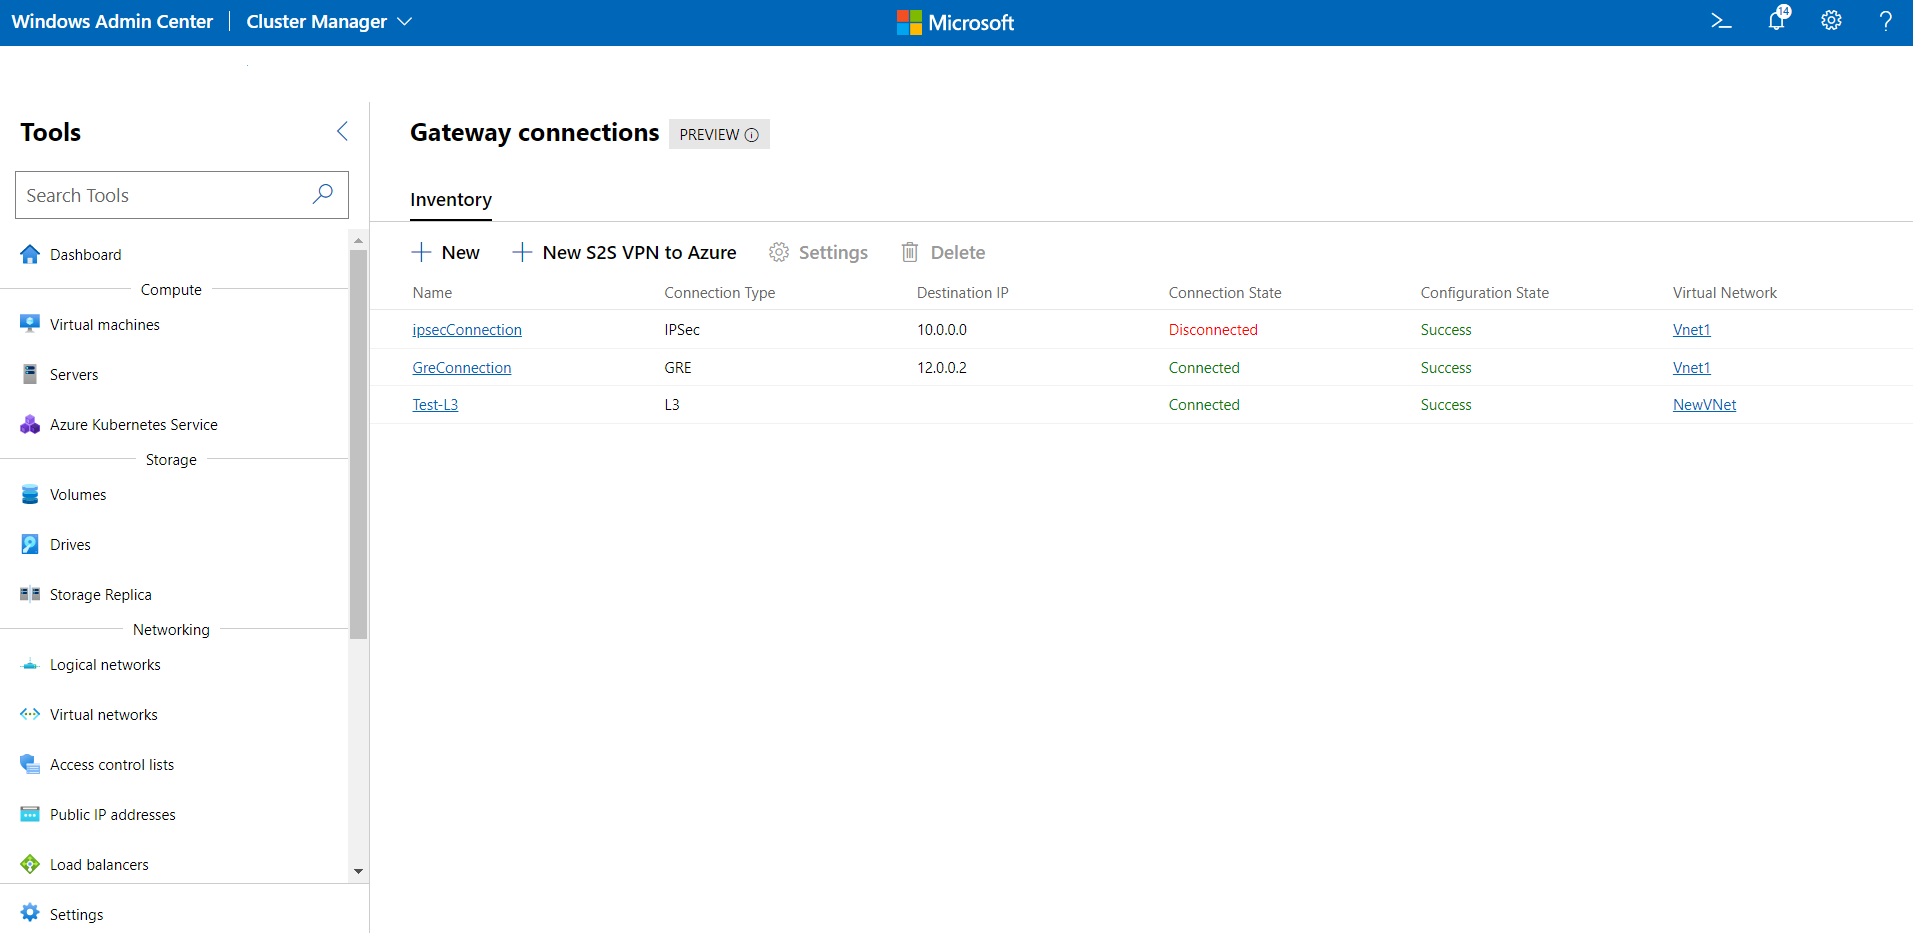 Windows Admin Center | Cluster Manager
Microsoft
14
Tools
Search Tools
Dashboard
Compute
Virtual machines
Servers
Azure Kubernetes Service
Storage
Volumes
Drives
Storage Replica
Networking
Logical networks
Virtual networks
Access control lists
Public IP addresses
Load balancers
Settings
Gateway connections PREVIEW
Inventory
New New S2S VPN to Azure Settings Delete
Name Connection Type Destination IP Connection State Configuration State Virtual Network
ipsecConnection IPSec 10.0.0.0 Disconnected Success Vnet1
GreConnection GRE 12.0.0.2 Connected Success Vnet1
Test-L3 L3 Connected Success NewVNet